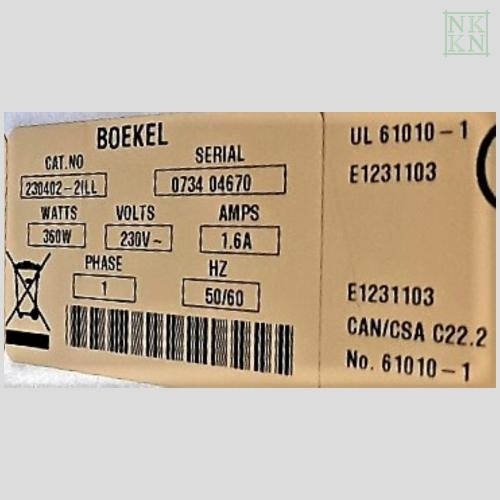 NK
KN
BOEKEL
CAT.NO
SERIAL
230402-2ILL
0734 04670
WATTS
VOLTS
AMPS
360W
230V~
1.6A
PHASE
HZ
1
50/60
UL 61010-1
E1231103
E1231103
CAN/CSA C22.2
No. 61010-1